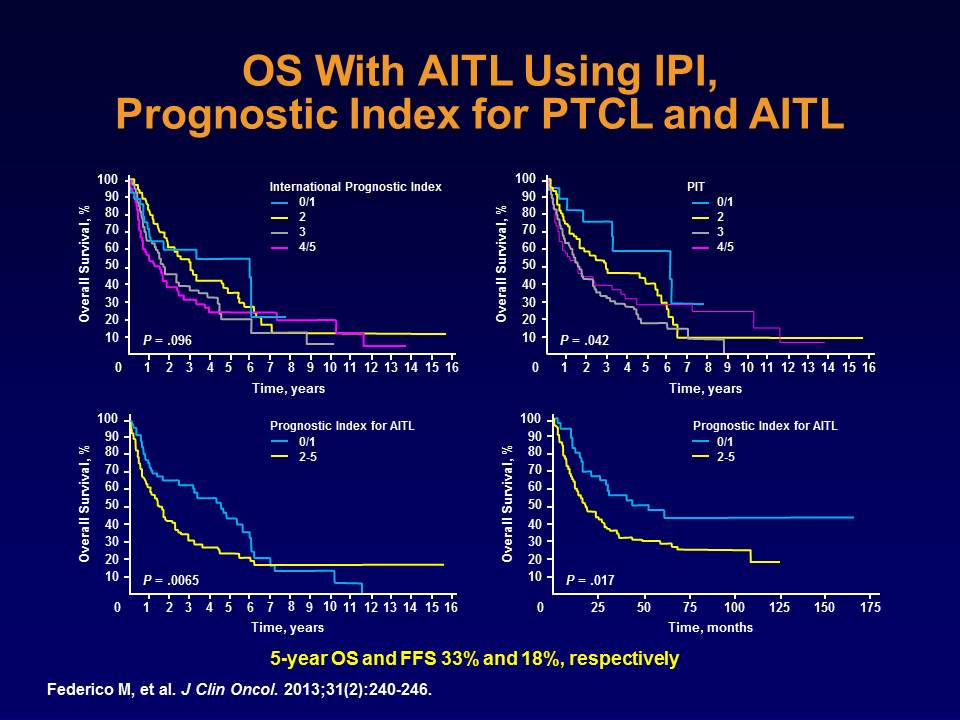 OS With AITL Using IPI,
Prognostic Index for PTCL and AITL
100
90
80
70
60
50
40
30
20
10
Overall Survival, %
International Prognostic Index
0/1
2
3
4/5
P = .096
0 1 2 3 4 5 6 7 8 9 10 11 12 13 14 15 16
Time, years
100
90
80
70
60
50
40
30
20
10
Overall Survival, %
PIT
0/1
2
3
4/5
P = .042
0 1 2 3 4 5 6 7 8 9 10 11 12 13 14 15 16
Time, years
100
90
80
70
60
50
40
30
20
10
Overall Survival, %
Prognostic Index for AITL
0/1
2-5
P = .0065
0 1 2 3 4 5 6 7 8 9 10 11 12 13 14 15 16
Time, years
100
90
80
70
60
50
40
30
20
10
Overall Survival, %
Prognostic Index for AITL
0/1
2-5
P = .017
0 25 50 75 100 125 150 175
Time, months
5-year OS and FFS 33% and 18%, respectively
Federico M, et al. J Clin Oncol. 2013;31(2):240-246.